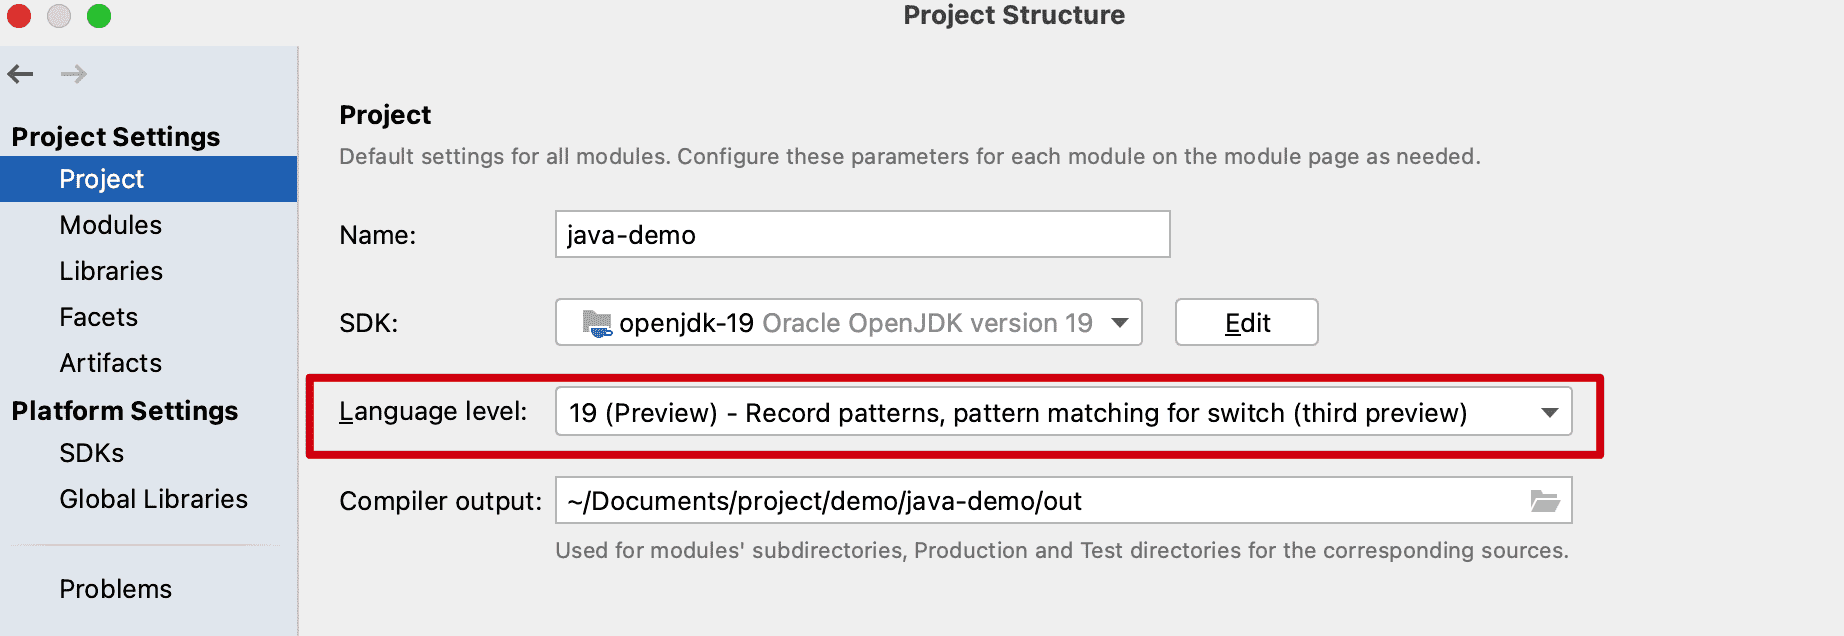 Project Structure
Project Settings
Project
Modules
Libraries
Facets
Artifacts
Platform Settings
SDKs
Global Libraries
Problems
Project
Default settings for all modules. Configure these parameters for each module on the module page as needed.
Name: java-demo
SDK: openjdk-19 Oracle OpenJDK version 19 Edit
Language level: 19 (Preview) - Record patterns, pattern matching for switch (third preview)
Compiler output: ~/Documents/project/demo/java-demo/out
Used for modules' subdirectories, Production and Test directories for the corresponding sources.